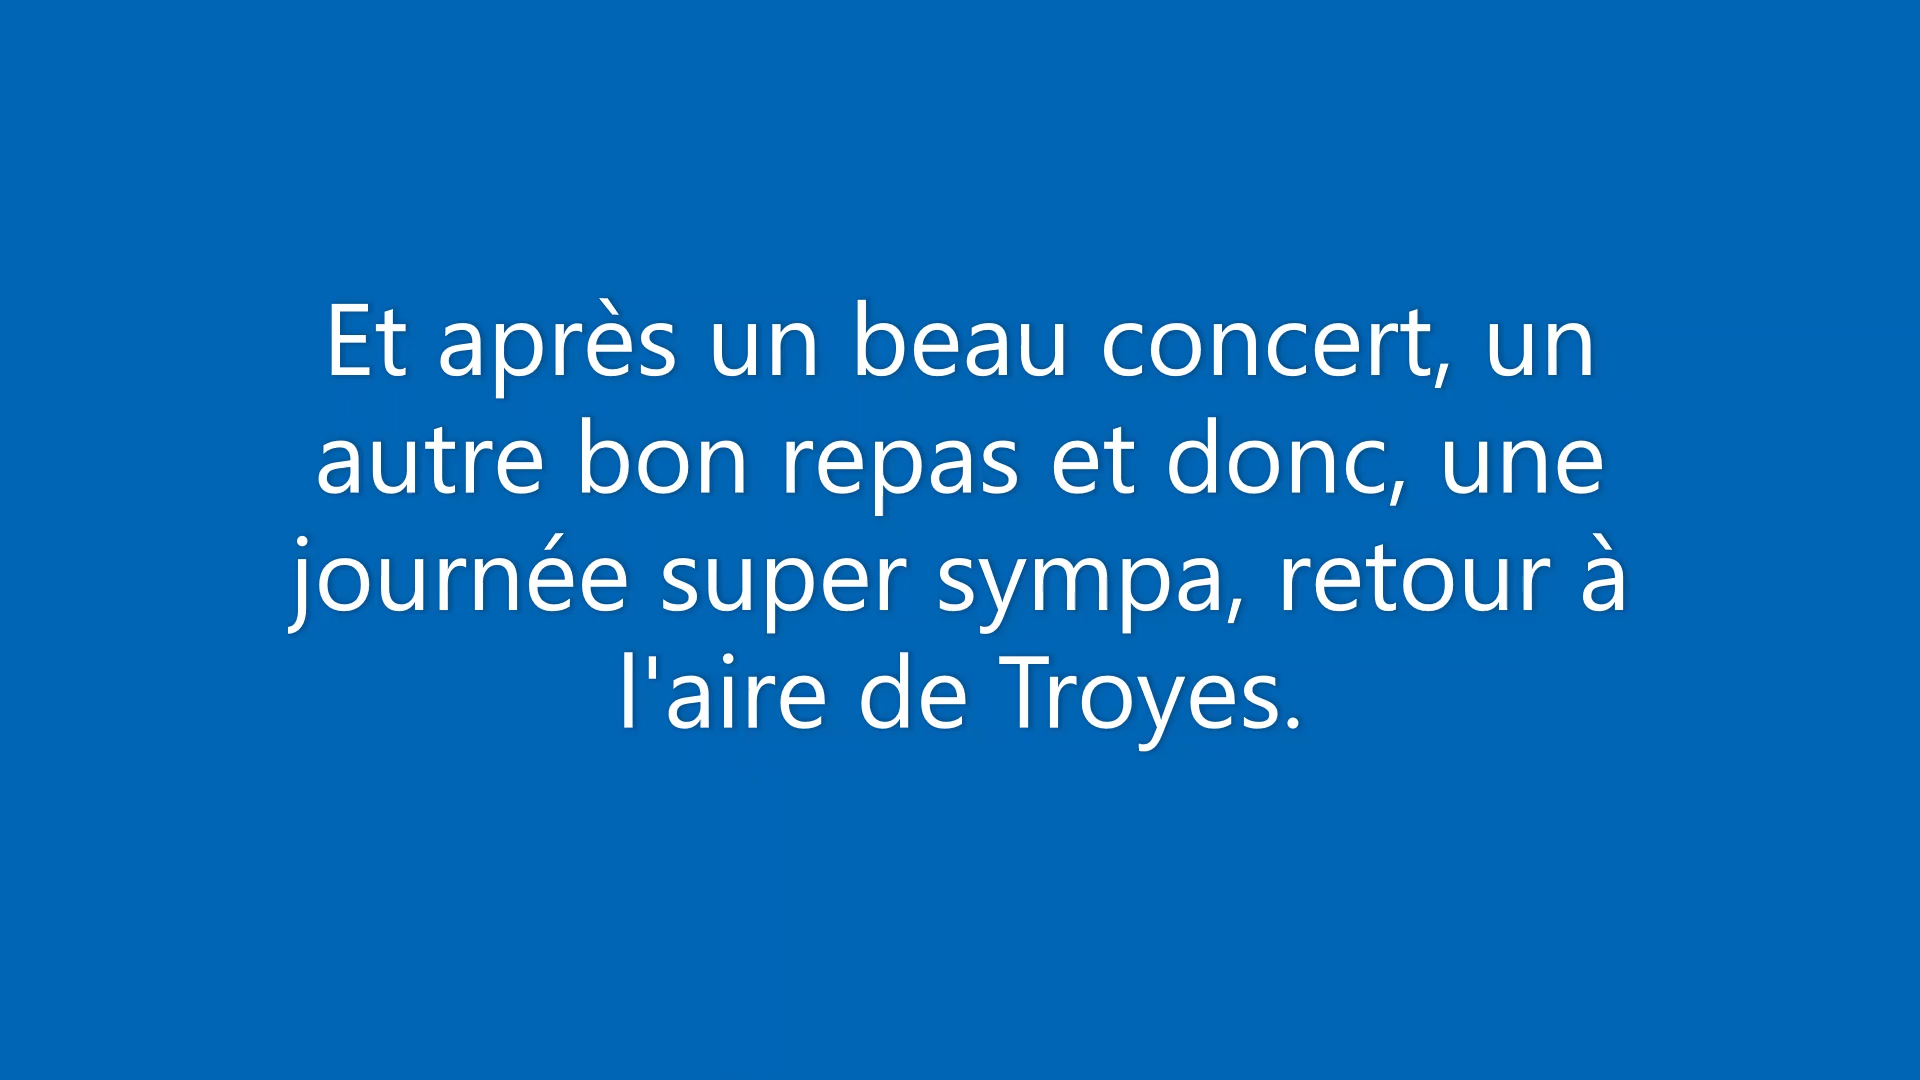 Et après un beau concert, un
autre bon repas et donc, une
journée super sympa, retour à
l'aire de Troyes.